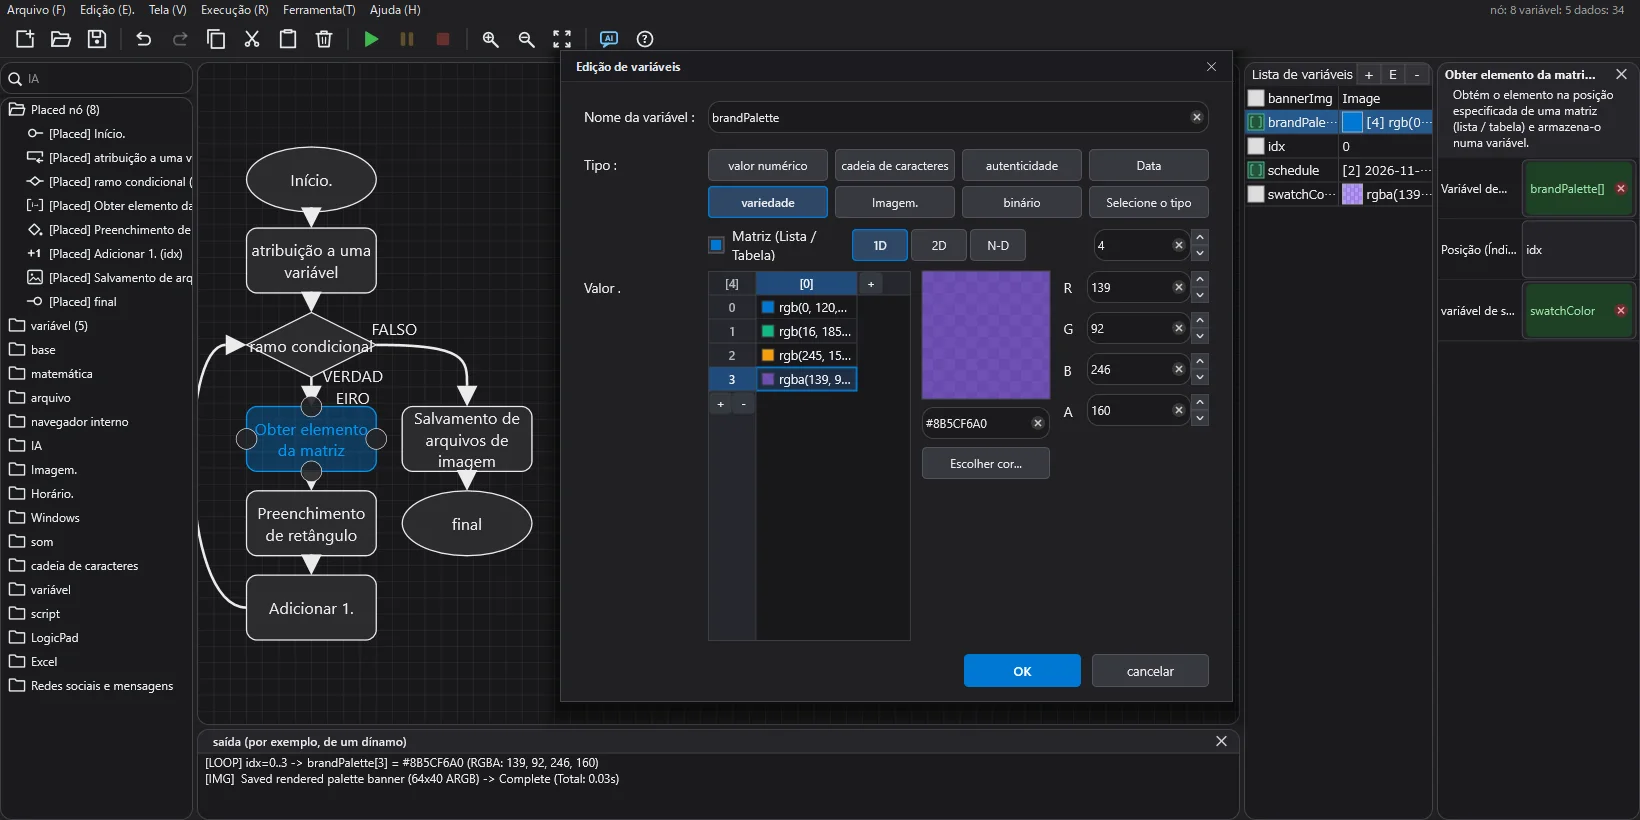 Arquivo (F)
Edição (E).
Tela (V)
Execução (R)
Ferramenta(T)
Ajuda (H)
nó: 8 variável: 5 dados: 34
AI
IA
Placed nó (8)
[Placed] Início.
[Placed] atribuição a uma v
[Placed] ramo condicional (
[Placed] Obter elemento da
[Placed] Preenchimento de
+1 [Placed] Adicionar 1. (idx)
[Placed] Salvamento de arq
[Placed] final
variável (5)
base
matemática
arquivo
navegador interno
IA
Imagem.
Horário.
Windows
som
cadeia de caracteres
variável
script
LogicPad
Excel
Redes sociais e mensagens
Início.
atribuição a uma
variável
ramo condicional
FALSO
VERDAD
EIRO
Obter elemento
da matriz
Salvamento de
arquivos de
imagem
Preenchimento
de retângulo
final
Adicionar 1.
Edição de variáveis
Nome da variável :
brandPalette
Tipo :
valor numérico
cadeia de caracteres
autenticidade
Data
variedade
Imagem.
binário
Selecione o tipo
Matriz (Lista /
Tabela)
1D
2D
N-D
4
Valor .
[4]
[0]
+
0 rgb(0, 120,...
1 rgb(16, 185...
2 rgb(245, 15...
3 rgba(139, 9...
+ -
R 139
G 92
B 246
A 160
#8B5CF6A0
Escolher cor...
OK
cancelar
Lista de variáveis + E -
bannerImg Image
brandPale··· [4] rgb(0···
idx 0
schedule [2] 2026-11-···
swatchCo··· rgba(139···
Obter elemento da matri...
Obtém o elemento na posição
especificada de uma matriz
(lista / tabela) e armazena-o
numa variável.
Variável de...
brandPalette[]
Posição (Índi...
idx
variável de s...
swatchColor
saída (por exemplo, de um dínamo)
[LOOP] idx=0..3 -> brandPalette[3] = #8B5CF6A0 (RGBA: 139, 92, 246, 160)
[IMG] Saved rendered palette banner (64x40 ARGB) -> Complete (Total: 0.03s)